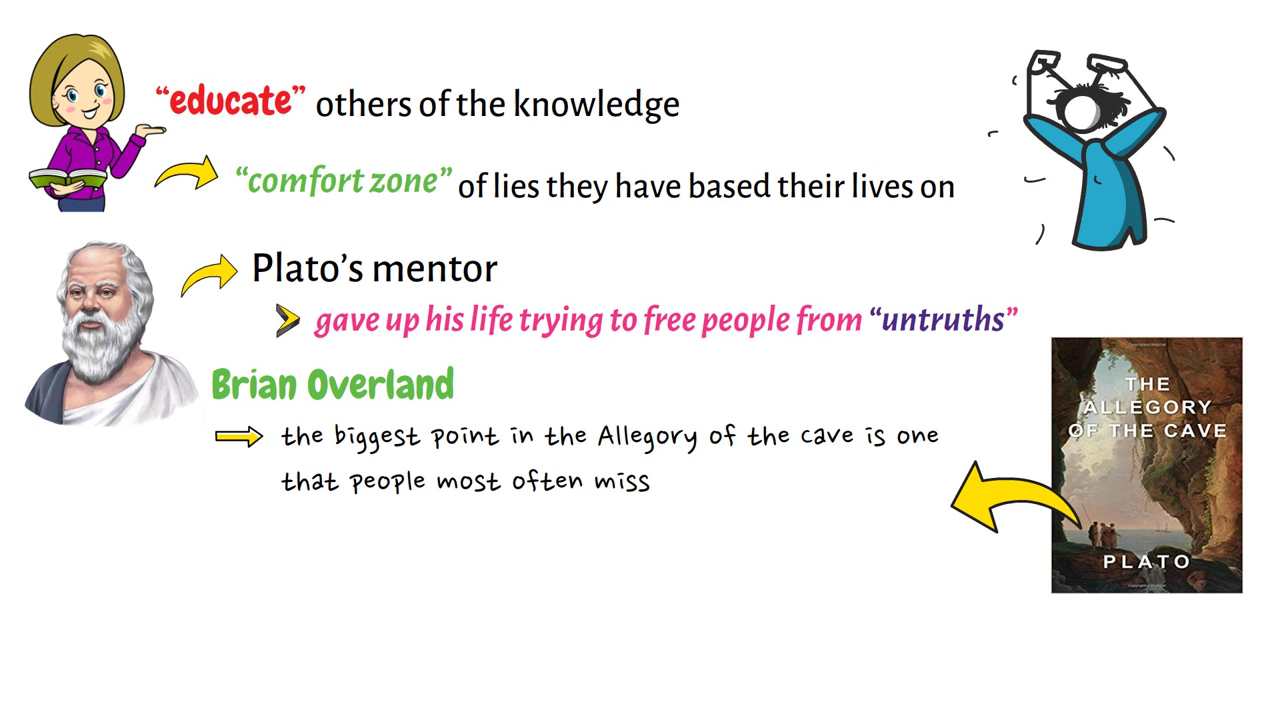 “educate” others of the knowledge
“comfort zone” of lies they have based their lives on
Plato’s mentor
gave up his life trying to free people from “untruths”
Brian Overland
the biggest point in the Allegory of the cave is one
that people most often miss
THE
ALLEGORY
OF THE CAVE
PLATO